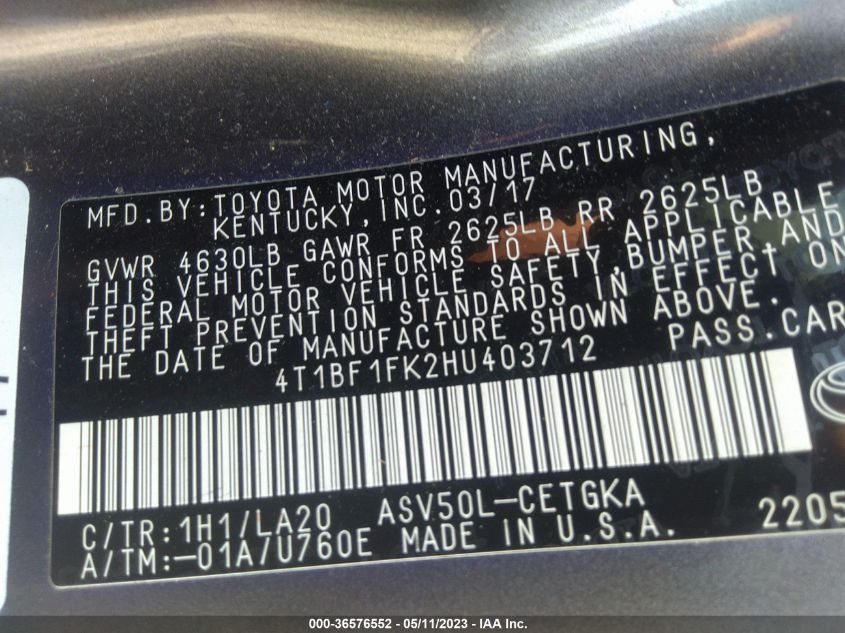 MFD.BY:TOYOTA MOTOR MANUFACTURING,
KENTUCKY, INC. 03/17
GVWR 4630LB GAWR FR 2625LB RR 2625LB
THIS VEHICLE CONFORMS TO ALL APPLICABLE
FEDERAL MOTOR VEHICLE SAFETY, BUMPER, AND
THEFT PREVENTION STANDARDS IN EFFECT ON
THE DATE OF MANUFACTURE SHOWN ABOVE.
4T1BF1FK2HU403712 PASS.CAR
C/TR:1H1/LA20 ASV50L-CETGKA
A/TM:-01A/U760E MADE IN U.S.A. 2205
000-36576552 - 05/11/2023 - IAA Inc.